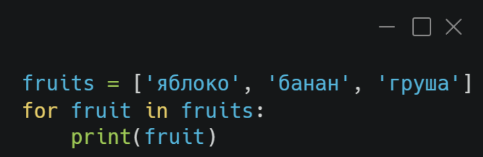 fruits = ['яблоко', 'банан', 'груша']
for fruit in fruits:
    print(fruit)